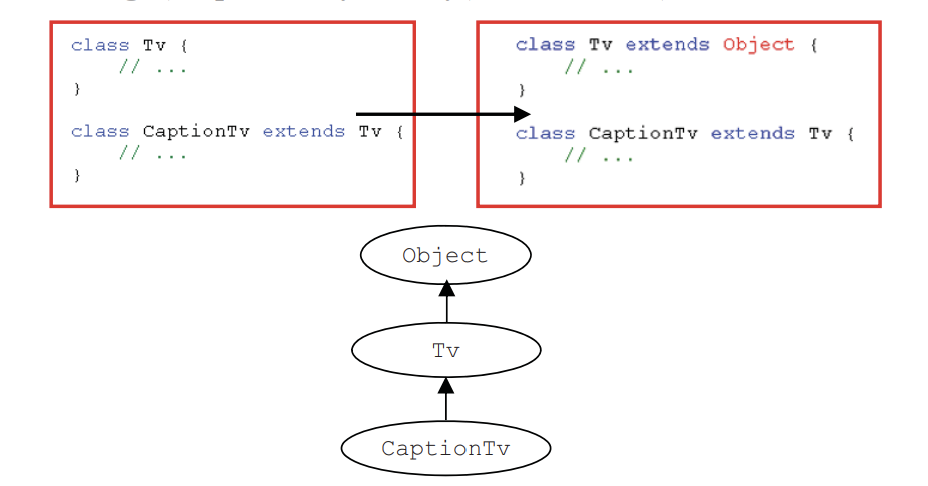 class Tv {
// ...
}
class CaptionTv extends Tv {
// ...
}
class Tv extends Object {
// ...
}
class CaptionTv extends Tv {
// ...
}
Object
Tv
CaptionTv